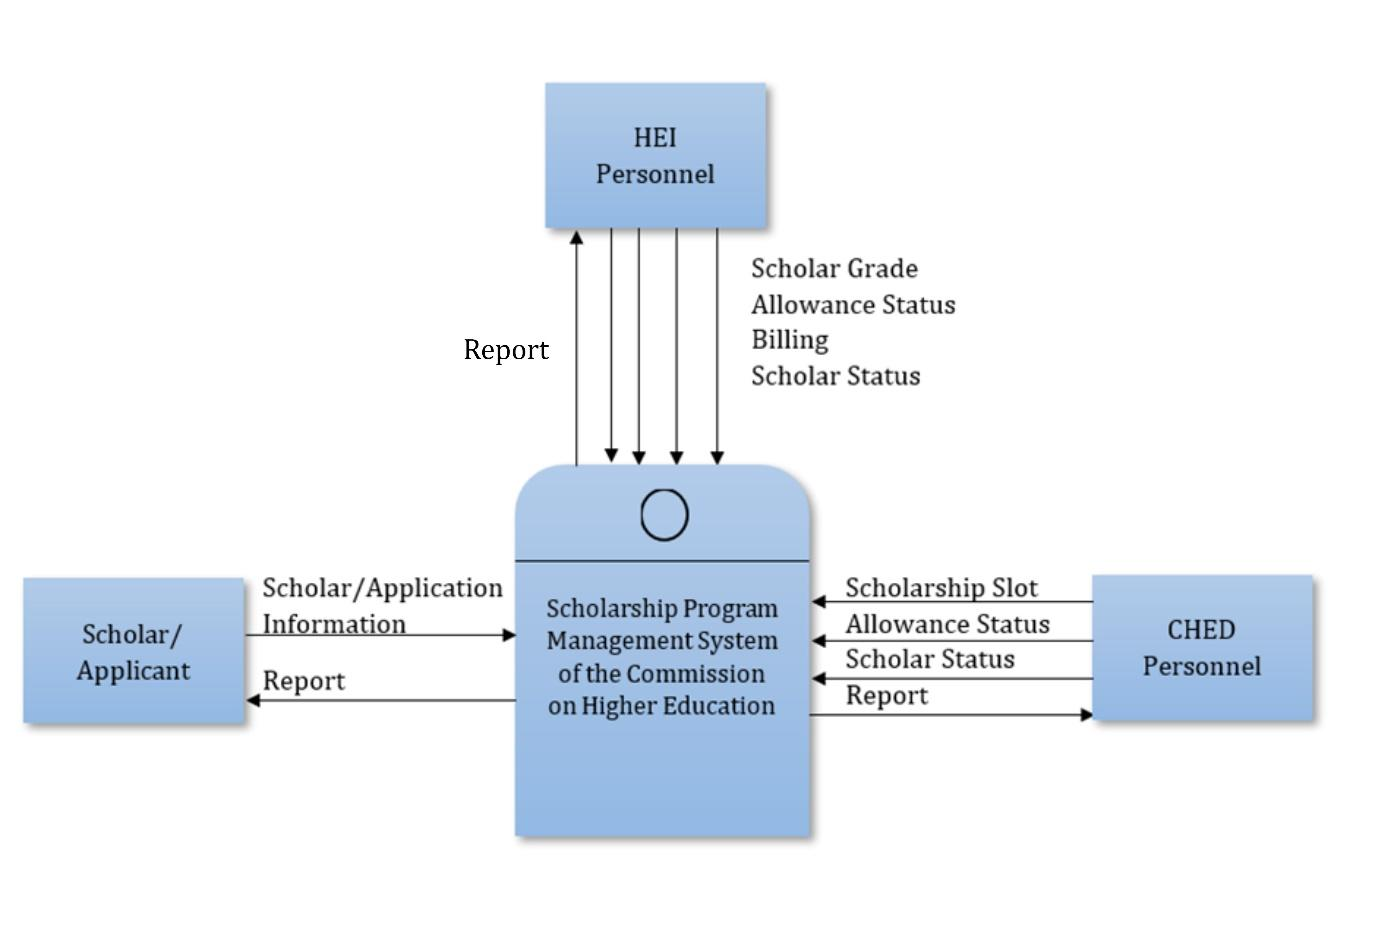 HEI
Personnel
Report
Scholar Grade
Allowance Status
Billing
Scholar Status
Scholar/
Applicant
Scholar/Application
Information
Report
Scholarship Program
Management System
of the Commission
on Higher Education
Scholarship Slot
Allowance Status
Scholar Status
Report
CHED
Personnel